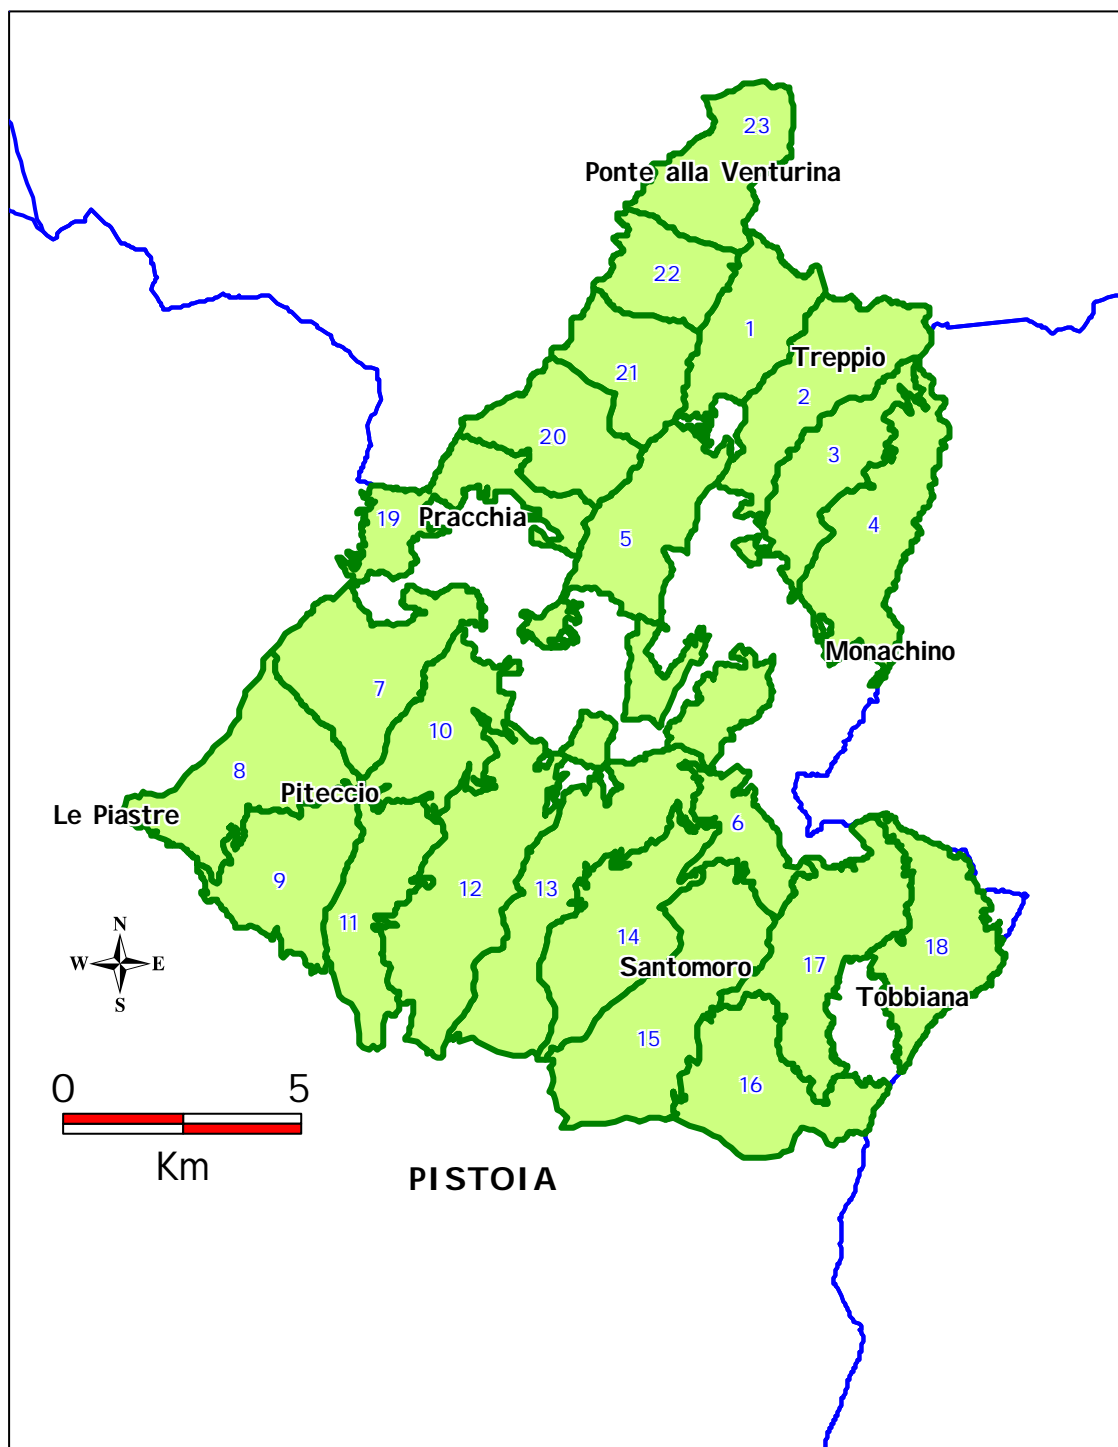 23
Ponte alla Venturina
22
1
Treppio
21
2
20
3
19
Pracchia
4
5
Monachino
7
10
8
Piteccio
Le Piastre
6
9
12
13
11
14
18
17
Santomoro
Tobbiana
N
W E
S
15
16
0 5
Km
PISTOIA